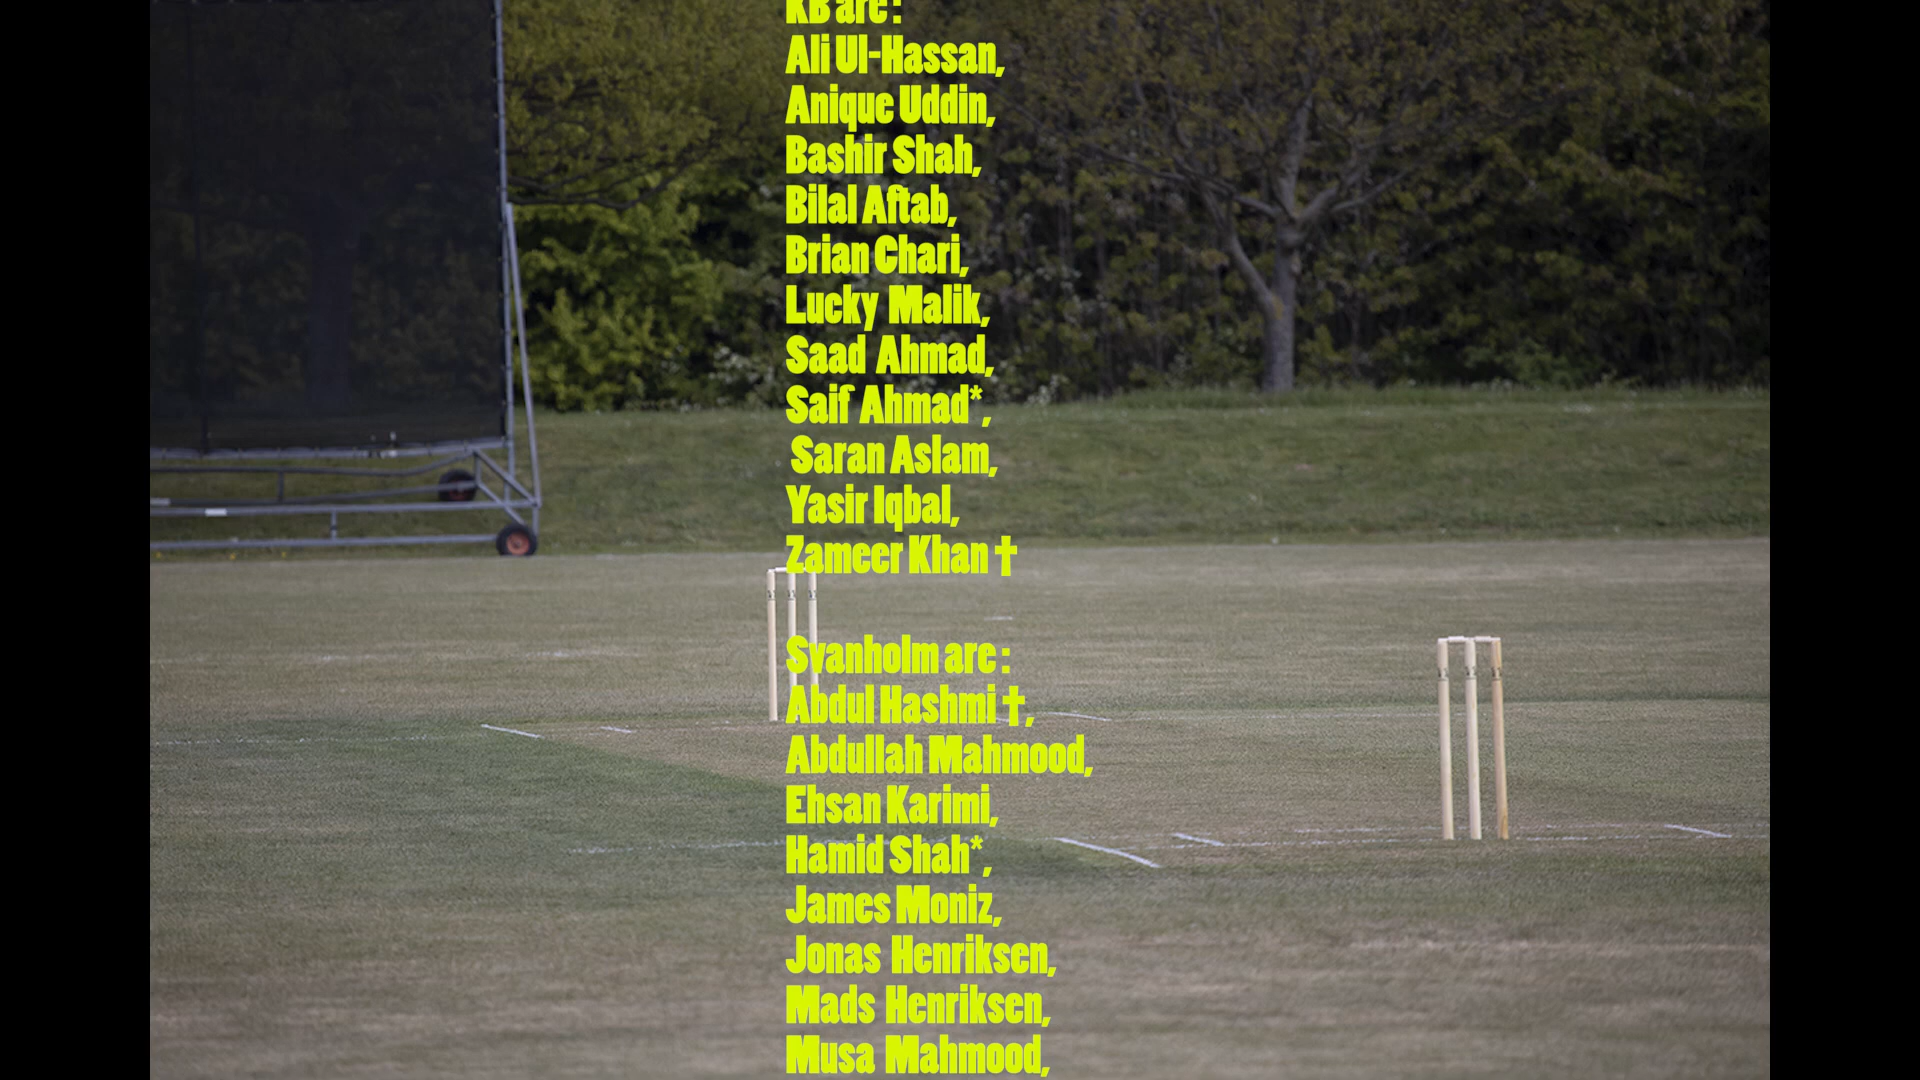 KB are :
Ali Ul-Hassan,
Anique Uddin,
Bashir Shah,
Bilal Aftab,
Brian Chari,
Lucky Malik,
Saad Ahmad,
Saif Ahmad*,
Saran Aslam,
Yasir Iqbal,
Zameer Khan †
Svanholm are :
Abdul Hashmi †,
Abdullah Mahmood,
Ehsan Karimi,
Hamid Shah*,
James Moniz,
Jonas Henriksen,
Mads Henriksen,
Musa Mahmood,